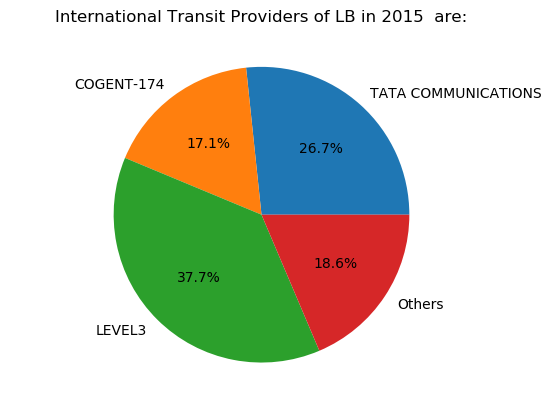 International Transit Providers of LB in 2015  are:
COGENT-174
TATA COMMUNICATIONS
17.1%
26.7%
37.7%
18.6%
LEVEL3
Others